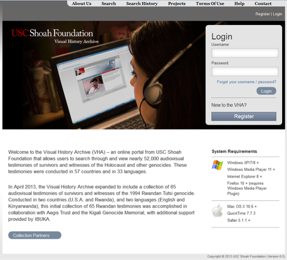 About Us Search Search History Projects Terms Of Use Help Contact
Register | Login
USC Shoah Foundation
Visual History Archive
Login
Username
Password
Forgot your username / password?
Login
New to the VHA?
Register
Welcome to the Visual History Archive (VHA) – an online portal from USC Shoah
Foundation that allows users to search through and view nearly 52,000 audiovisual
testimonies of survivors and witnesses of the Holocaust and other genocides. These
testimonies were conducted in 57 countries and in 33 languages.
In April 2013, the Visual History Archive expanded to include a collection of 65
audiovisual testimonies of survivors and witnesses of the 1994 Rwandan Tutsi genocide.
Conducted in two countries (U.S.A. and Rwanda), and two languages (English and
Kinyarwanda), this initial collection of 65 Rwandan testimonies was accomplished in
collaboration with Aegis Trust and the Kigali Genocide Memorial, with additional support
provided by IBUKA.
Collection Partners
System Requirements
Windows XP/7/8 +
Windows Media Player 11 +
Internet Explorer 8 +
Firefox 18 + (requires
Windows Media Player
Plugin)
Mac OS X 10.6 +
QuickTime 7.7.3
Safari 5.1.1 +
Copyright © 2013 USC Shoah Foundation. All Rights Reserved. | Version